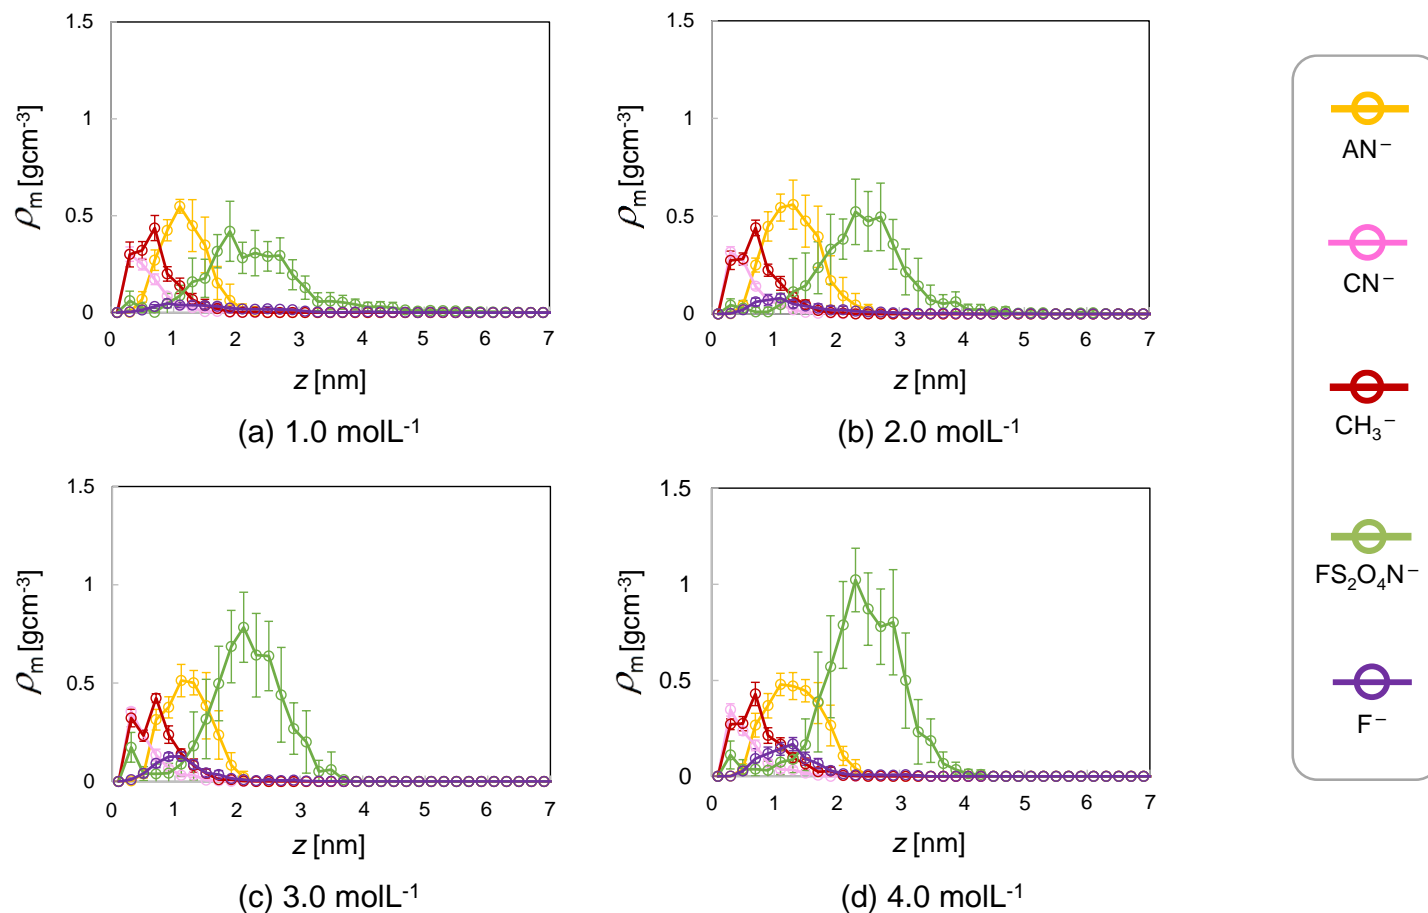 1.5
1
0.5
0
ρm [gcm-3]
0 1 2 3 4 5 6 7
z [nm]
(a) 1.0 molL-1
1.5
1
0.5
0
ρm [gcm-3]
0 1 2 3 4 5 6 7
z [nm]
(b) 2.0 molL-1
1.5
1
0.5
0
ρm [gcm-3]
0 1 2 3 4 5 6 7
z [nm]
(c) 3.0 molL-1
1.5
1
0.5
0
ρm [gcm-3]
0 1 2 3 4 5 6 7
z [nm]
(d) 4.0 molL-1
AN−
CN−
CH3−
FS2O4N−
F−